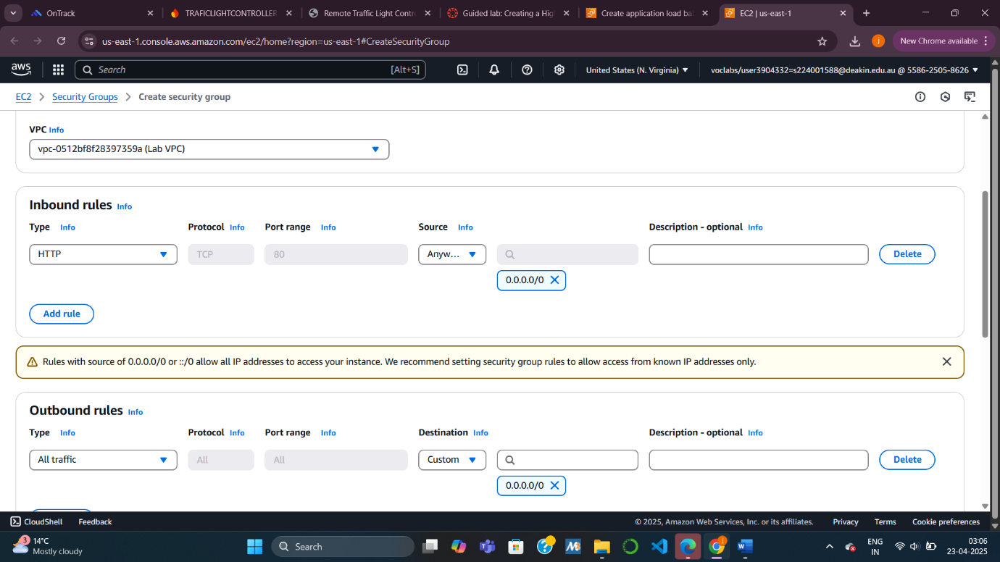 OnTrack
TRAFICLIGHTCONTROLLER
Remote Traffic Light Contr
Guided lab: Creating a Hig
Create application load bal
EC2 | us-east-1
us-east-1.console.aws.amazon.com/ec2/home?region=us-east-1#CreateSecurityGroup
j
New Chrome available
aws
Search
[Alt+S]
United States (N. Virginia)
voclabs/user3904332=s224001588@deakin.edu.au @ 5586-2505-8626
EC2 > Security Groups > Create security group
VPC Info
vpc-0512bf8f28397359a (Lab VPC)
Inbound rules Info
Type Info Protocol Info Port range Info Source Info Description - optional Info
HTTP TCP 80 Anyw... Delete
0.0.0.0/0
Add rule
Rules with source of 0.0.0.0/0 or ::/0 allow all IP addresses to access your instance. We recommend setting security group rules to allow access from known IP addresses only.
Outbound rules Info
Type Info Protocol Info Port range Info Destination Info Description - optional Info
All traffic All All Custom Delete
0.0.0.0/0
CloudShell Feedback © 2025, Amazon Web Services, Inc. or its affiliates. Privacy Terms Cookie preferences
3
14°C
Mostly cloudy
Search
ENG
IN
03:06
23-04-2025